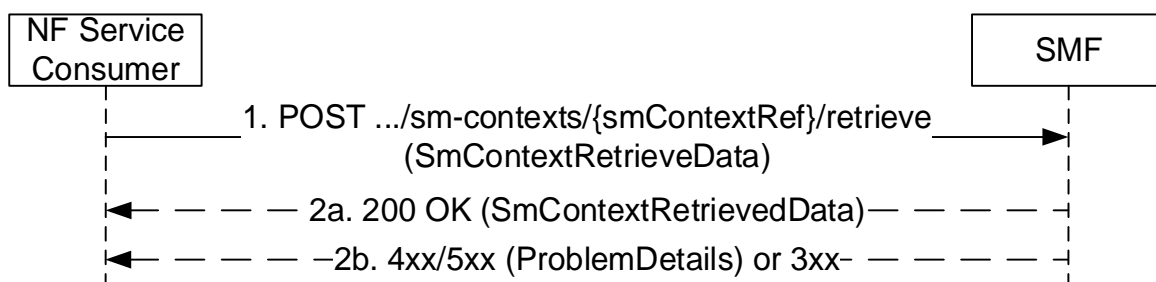 NF Service
Consumer
SMF
1. POST .../sm-contexts/{smContextRef}/retrieve
(SmContextRetrieveData)
2a. 200 OK (SmContextRetrievedData)
2b. 4xx/5xx (ProblemDetails) or 3xx